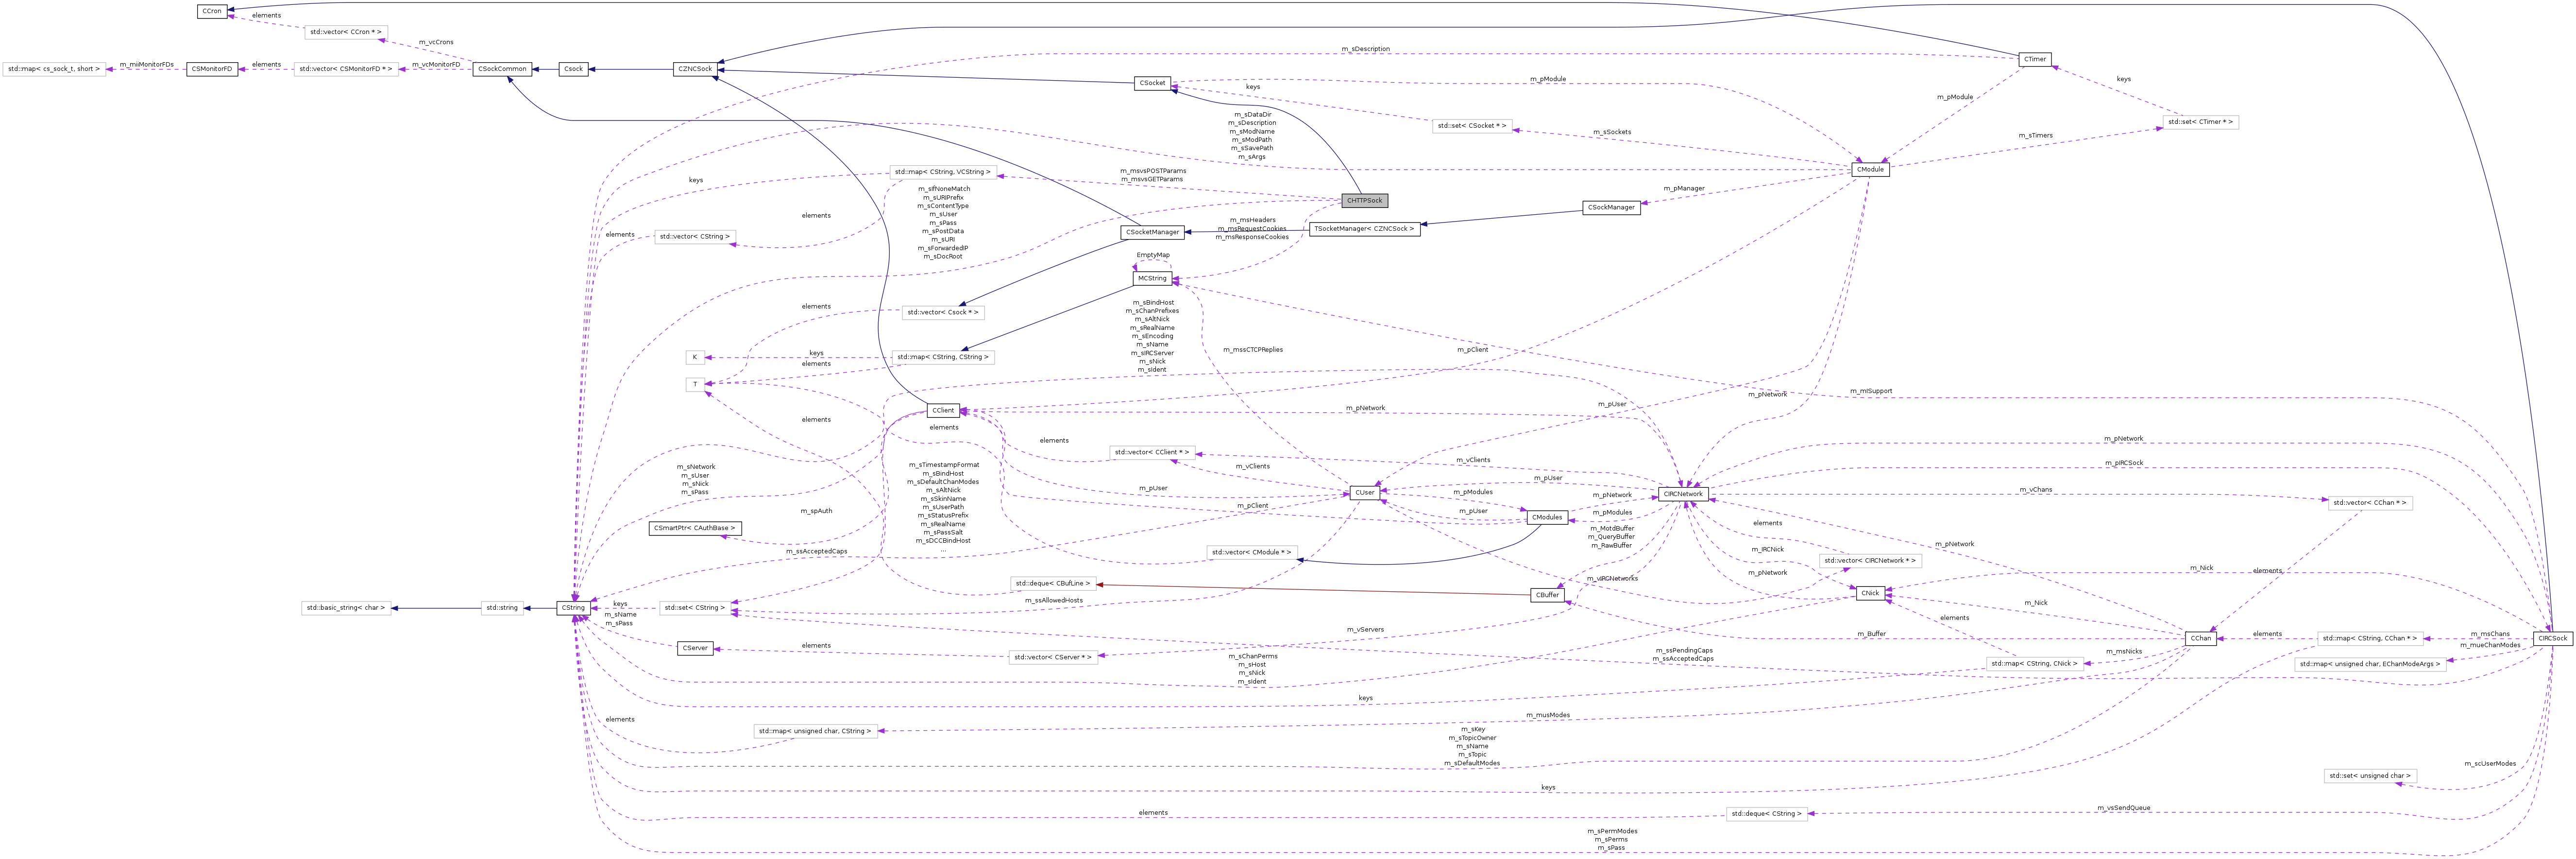 CCron
elements
std::vector< CCron * >
m_vcCrons
std::map< cs_sock_t, short >
m_miiMonitorFDs
CSMonitorFD
elements
std::vector< CSMonitorFD * >
m_vcMonitorFD
CSockCommon
Csock
CZNCSock
CSocket
keys
m_pModule
m_sDescription
CTimer
m_pModule
keys
std::set< CTimer * >
m_sTimers
std::set< CSocket * >
m_sSockets
m_sDataDir
m_sDescription
m_sModName
m_sModPath
m_sSavePath
m_sArgs
CModule
m_pManager
CSockManager
keys
std::map< CString, VCString >
m_msvsPOSTParams
m_msvsGETParams
CHTTPSock
m_sifNoneMatch
m_sURIPrefix
m_sContentType
m_sUser
m_sPass
m_sPostData
m_sURI
m_sForwardedIP
m_sDocRoot
elements
elements
std::vector< CString >
CSocketManager
m_msHeaders
m_msRequestCookies
m_msResponseCookies
TSocketManager< CZNCSock >
EmptyMap
MCString
elements
std::vector< Csock * >
m_sBindHost
m_sChanPrefixes
m_sAltNick
m_sRealName
m_sEncoding
m_sName
m_sIRCServer
m_sNick
m_sIdent
K
keys
std::map< CString, CString >
elements
T
m_mssCTCPReplies
m_pClient
m_mISupport
m_pUser
m_pNetwork
CClient
m_pNetwork
elements
elements
elements
std::vector< CClient * >
m_vClients
m_vClients
m_pNetwork
m_pIRCSock
m_sNetwork
m_sUser
m_sNick
m_sPass
m_sTimestampFormat
m_sBindHost
m_sDefaultChanModes
m_sAltNick
m_sSkinName
m_sUserPath
m_sStatusPrefix
m_sRealName
m_sPassSalt
m_sDCCBindHost
...
m_pUser
CUser
m_pUser
m_pModules
m_pUser
m_pClient
CModules
m_pNetwork
m_pModules
CIRCNetwork
m_vChans
std::vector< CChan * >
m_spAuth
CSmartPtr< CAuthBase >
m_ssAcceptedCaps
std::vector< CModule * >
m_MotdBuffer
m_QueryBuffer
m_RawBuffer
elements
m_IRCNick
std::vector< CIRCNetwork * >
m_vIRCNetworks
m_pNetwork
m_pNetwork
elements
m_Nick
std::deque< CBufLine >
CBuffer
CNick
m_Nick
std::basic_string< char >
std::string
CString
keys
std::set< CString >
m_ssAllowedHosts
m_sName
m_sPass
CServer
elements
std::vector< CServer * >
m_vServers
m_Buffer
elements
CChan
elements
std::map< CString, CChan * >
m_msChans
CIRCSock
m_mueChanModes
std::map< unsigned char, EChanModeArgs >
m_msNicks
std::map< CString, CNick >
m_ssPendingCaps
m_ssAcceptedCaps
m_sChanPerms
m_sHost
m_sNick
m_sIdent
keys
m_musModes
elements
std::map< unsigned char, CString >
m_sKey
m_sTopicOwner
m_sName
m_sTopic
m_sDefaultModes
keys
m_scUserModes
std::set< unsigned char >
elements
std::deque< CString >
m_vsSendQueue
m_sPermModes
m_sPerms
m_sPass